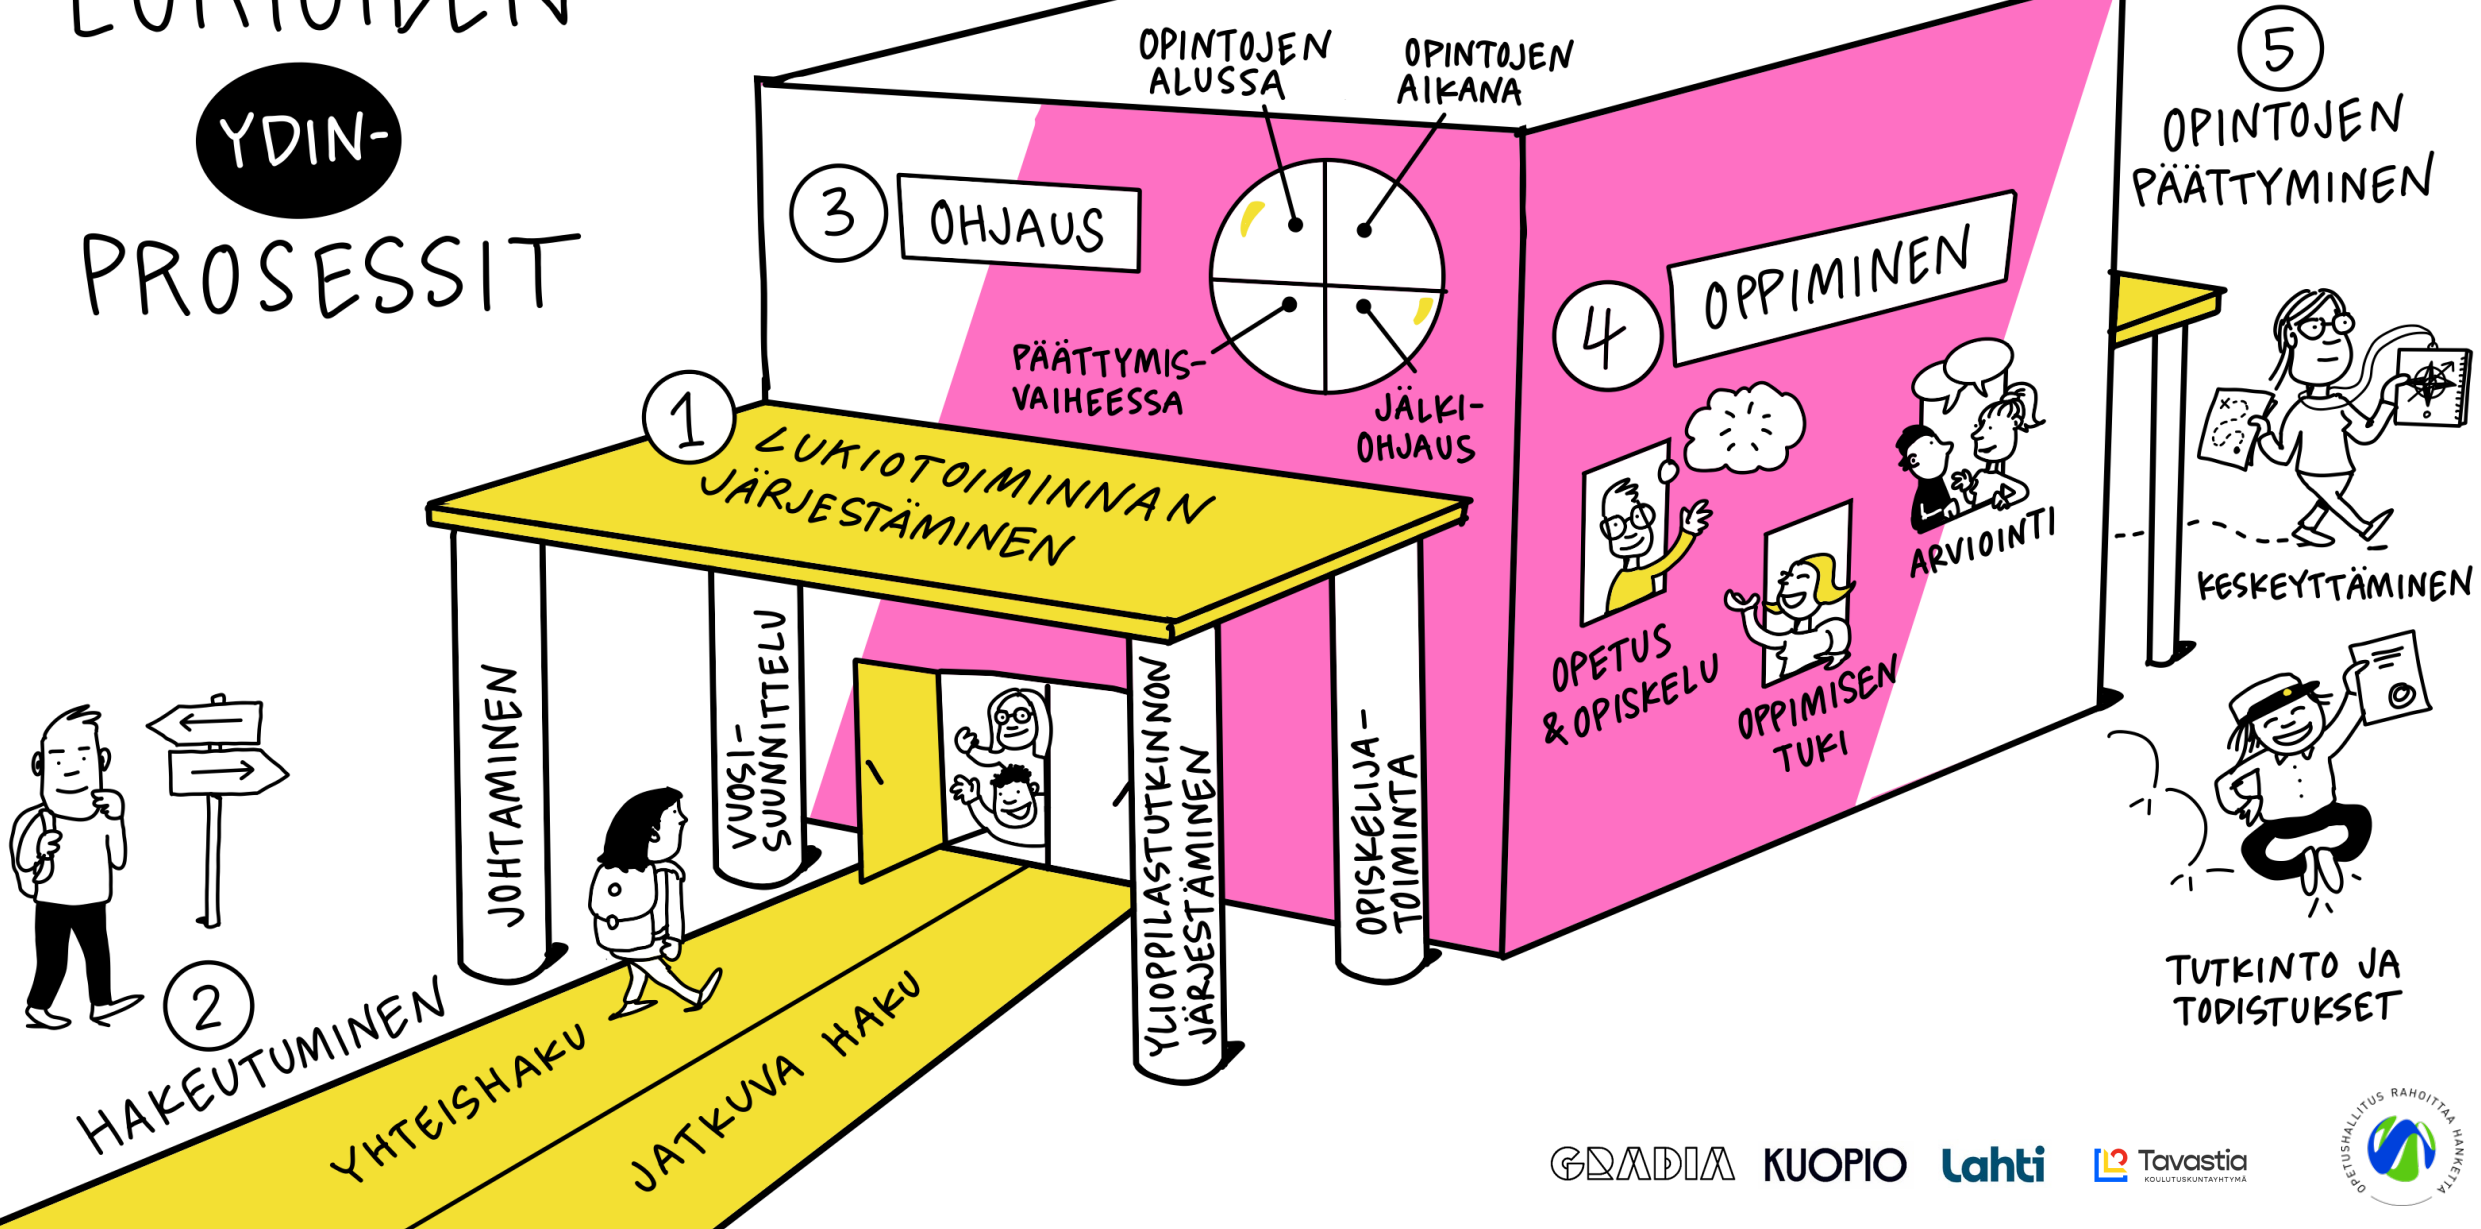 LUKIOIDEN
YDIN-
PROSESSIT
1
LUKIOTOIMINNAN
JÄRJESTÄMINEN
JOHTAMINEN
VUOSI-
SUUNNITTELU
YLIOPPILASTUTKINNON
JÄRJESTÄMINEN
OPISKELIJA-
TOIMINTA
2
HAKEUTUMINEN
YHTEISHAKU
JATKUVA HAKU
3
OHJAUS
OPINTOJEN
ALUSSA
OPINTOJEN
AIKANA
PÄÄTTYMIS-
VAIHEESSA
JÄLKI-
OHJAUS
4
OPPIMINEN
OPETUS
& OPISKELU
OPPIMISEN
TUKI
ARVIOINTI
5
OPINTOJEN
PÄÄTTYMINEN
KESKEYTTÄMINEN
TUTKINTO JA
TODISTUKSET
GRADIA
KUOPIO
Lahti
Tavastia
KOULUTUSKUNTAYHTYMÄ
OPETUSHALLITUS RAHOITTAA HANKETTA